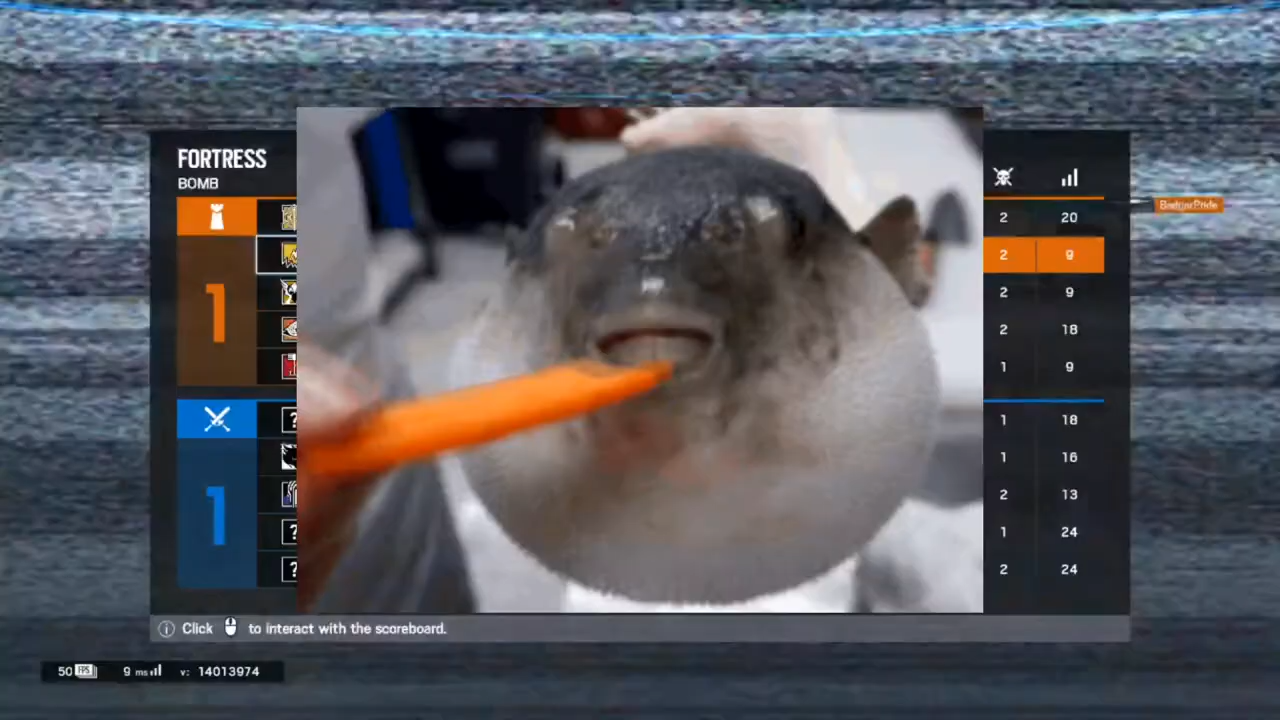 FORTRESS
BOMB
2 20
1 2 9
2 9
2 18
1 9
? 1 18
1 16
1 2 13
? 1 24
? 2 24
Click to interact with the scoreboard.
50 FPS 9 ms v: 14013974